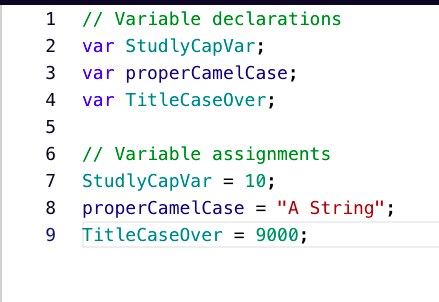 1 // Variable declarations
2 var StudlyCapVar;
3 var properCamelCase;
4 var TitleCaseOver;
5
6 // Variable assignments
7 StudlyCapVar = 10;
8 properCamelCase = "A String";
9 TitleCaseOver = 9000;